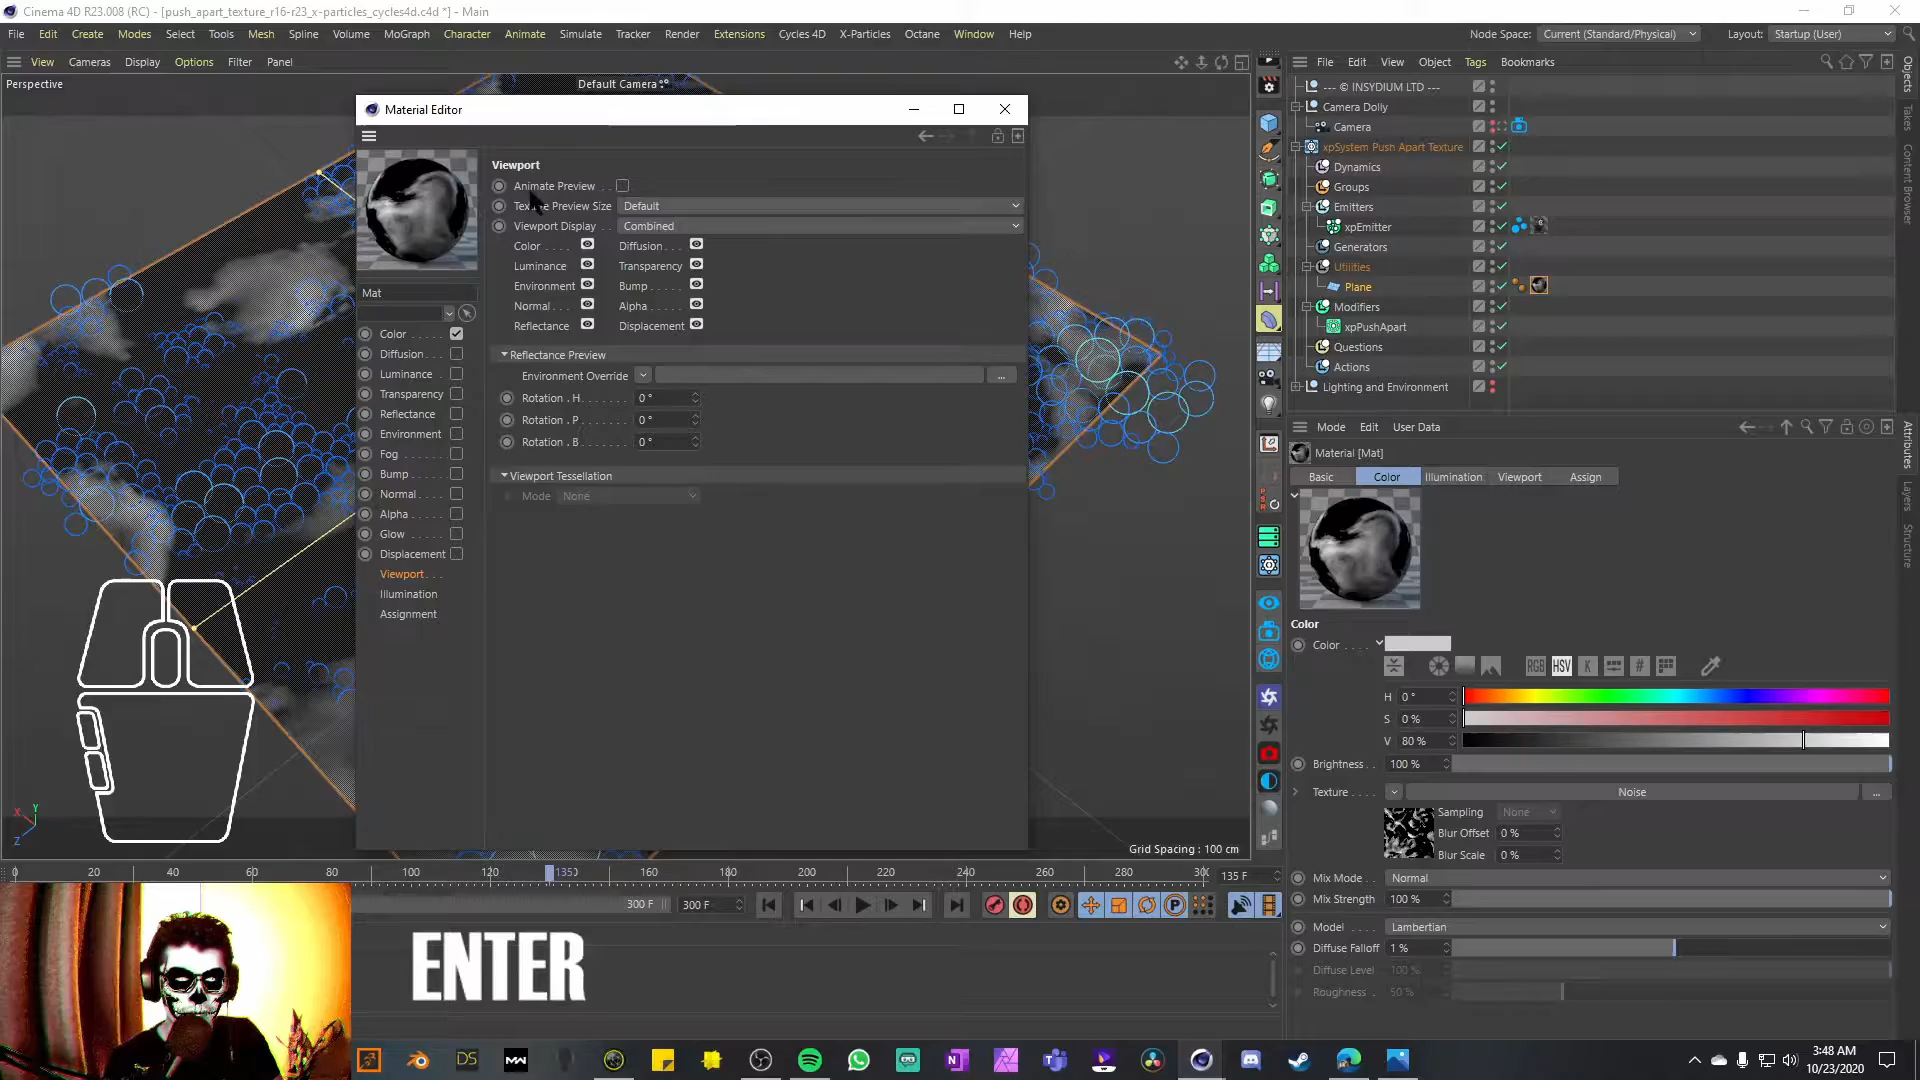 Cinema 4D R23.008 (RC) - [push_apart_texture_r16-r23_x-particles_cycles4d.c4d *] - Main
File Edit Create Modes Select Tools Mesh Spline Volume MoGraph Character Animate Simulate Tracker Render Extensions Cycles 4D X-Particles Octane Window Help
Node Space: Current (Standard/Physical) Layout: Startup (User)
View Cameras Display Options Filter Panel
Perspective
Default Camera
Material Editor
Mat
Color
Diffusion
Luminance
Transparency
Reflectance
Environment
Fog
Bump
Normal
Alpha
Glow
Displacement
Viewport
Illumination
Assignment
Viewport
Animate Preview
Texture Preview Size Default
Viewport Display Combined
Color Diffusion
Luminance Transparency
Environment Bump
Normal Alpha
Reflectance Displacement
Reflectance Preview
Environment Override ...
Rotation . H 0 °
Rotation . P 0 °
Rotation . B 0 °
Viewport Tessellation
Mode None
X Y Z
Grid Spacing : 100 cm
0 20 40 60 80 100 120 135 160 180 200 220 240 260 280 135 F
300 F 300 F
ENTER
File Edit View Object Tags Bookmarks
--- © INSYDIUM LTD ---
Camera Dolly
Camera
xpSystem Push Apart Texture
Dynamics
Groups
Emitters
xpEmitter
Generators
Utilities
Plane
Modifiers
xpPushApart
Questions
Actions
Lighting and Environment
Objects
Takes
Content Browser
Attributes
Layers
Structure
Mode Edit User Data
Material [Mat]
Basic Color Illumination Viewport Assign
Color
Color
RGB HSV K #
H 0 °
S 0 %
V 80 %
Brightness 100 %
Texture Noise ...
Sampling None
Blur Offset 0 %
Blur Scale 0 %
Mix Mode Normal
Mix Strength 100 %
Model Lambertian
Diffuse Falloff 1 %
Diffuse Level 100 %
Roughness 50 %
PSR
DS
3:48 AM
10/23/2020